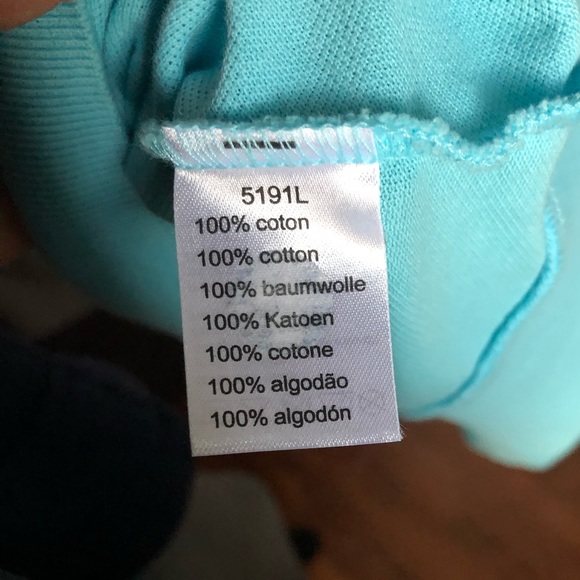 5191L
100% coton
100% cotton
100% baumwolle
100% Katoen
100% cotone
100% algodão
100% algodón